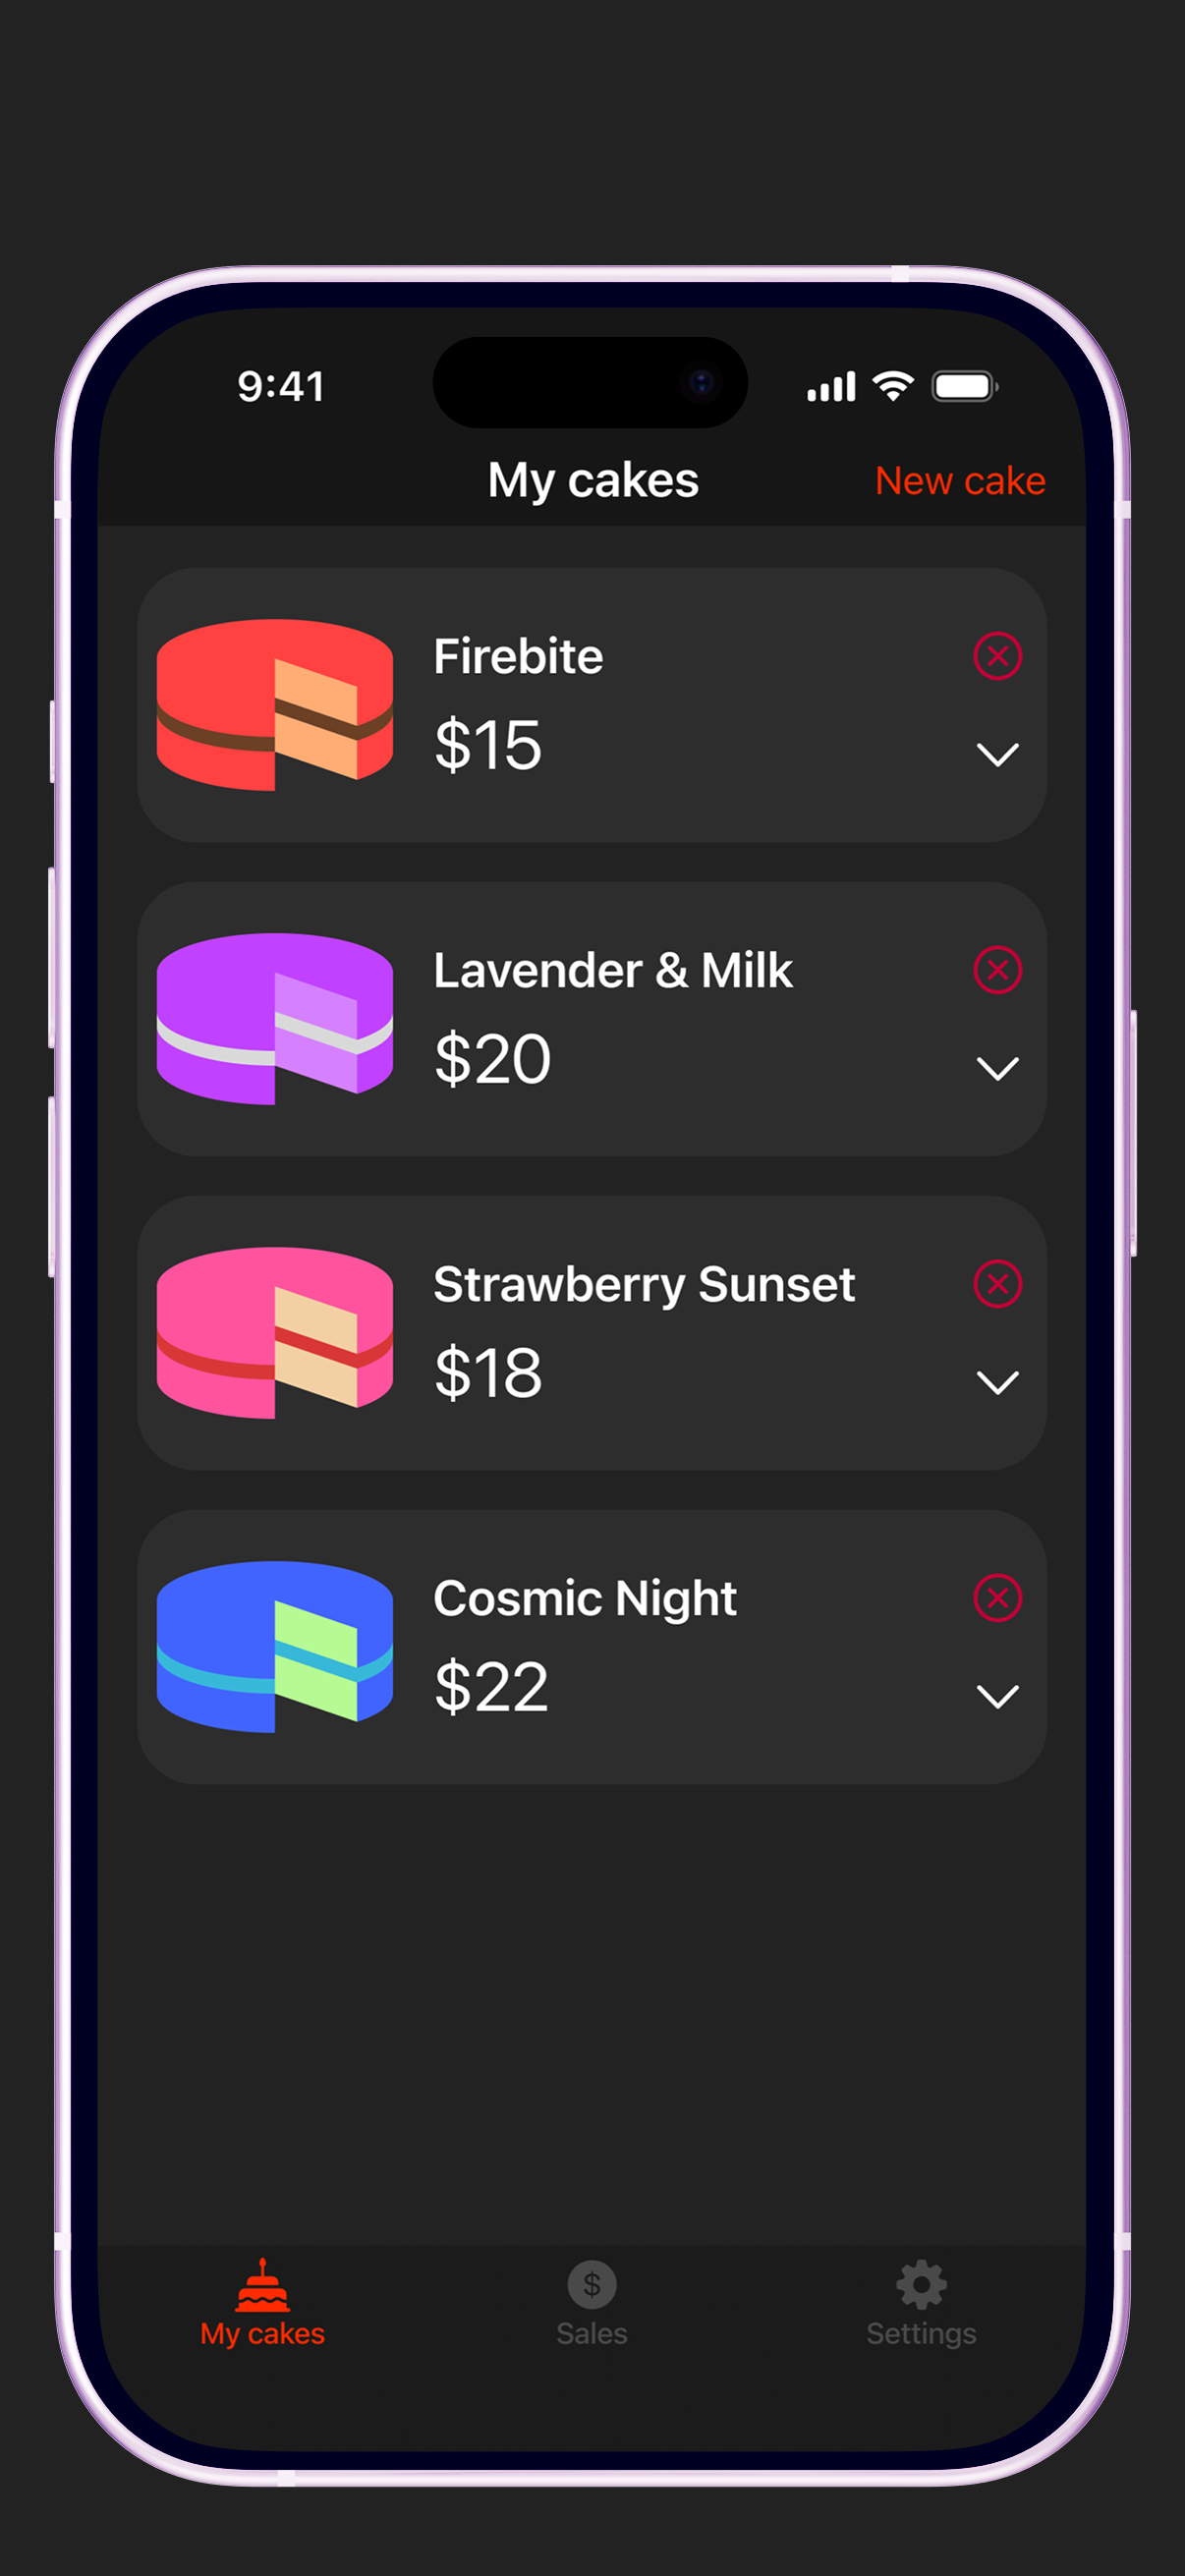 9:41
My cakes
New cake
Firebite
$15
Lavender & Milk
$20
Strawberry Sunset
$18
Cosmic Night
$22
$
My cakes
Sales
Settings